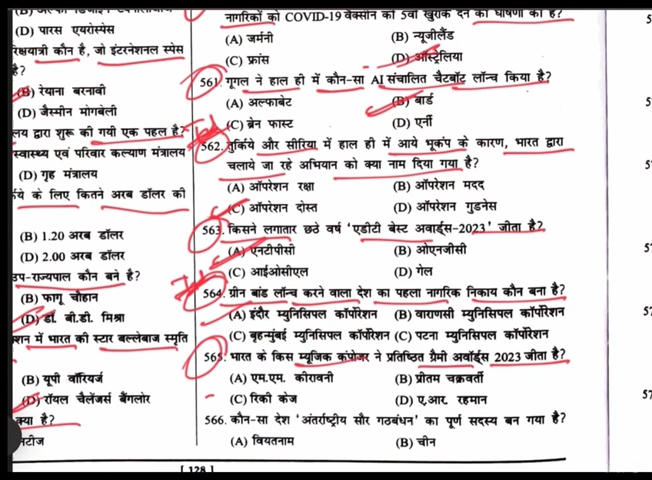 (D) पारस एयरोस्पेस
रिक्षयात्री कौन है, जो इंटरनेशनल स्पेस
है?
(B) रेयाना बरनावी
(D) जैस्मीन मोगबेली
लय द्वारा शुरू की गयी एक पहल है?
स्वास्थ्य एवं परिवार कल्याण मंत्रालय
(D) गृह मंत्रालय
र्कये के लिए कितने अरब डॉलर की
(B) 1.20 अरब डॉलर
(D) 2.00 अरब डॉलर
उप-राज्यपाल कौन बने है?
(B) फागू चौहान
(D) डॉ. बी.डी. मिश्रा
शन में भारत की स्टार बल्लेबाज स्मृति
(B) यूपी वॉरियर्ज
(D) रॉयल चैलेंजर्स बैंगलोर
क्या है?
नटीज
नागरिकों को COVID-19 वैक्सीन की 5वीं खुराक देने की घोषणा की है?
(A) जर्मनी (B) न्यूजीलैंड
(C) फ्रांस (D) ऑस्ट्रेलिया
561. गूगल ने हाल ही में कौन-सा AI संचालित चैटबॉट लॉन्च किया है?
(A) अल्फाबेट (B) बार्ड
(C) ब्रेन फास्ट (D) एर्नी
562. तुर्किये और सीरिया में हाल ही में आये भूकंप के कारण, भारत द्वारा
चलाये जा रहे अभियान को क्या नाम दिया गया है?
(A) ऑपरेशन रक्षा (B) ऑपरेशन मदद
(C) ऑपरेशन दोस्त (D) ऑपरेशन गुडनेस
563. किसने लगातार छठे वर्ष 'एडीटी बेस्ट अवार्ड्स-2023' जीता है?
(A) एनटीपीसी (B) ओएनजीसी
(C) आईओसीएल (D) गेल
564. ग्रीन बांड लॉन्च करने वाला देश का पहला नागरिक निकाय कौन बना है?
(A) इंदौर म्युनिसिपल कॉर्पोरेशन (B) वाराणसी म्युनिसिपल कॉर्पोरेशन
(C) बृहन्मुंबई म्युनिसिपल कॉर्पोरेशन (C) पटना म्युनिसिपल कॉर्पोरेशन
565. भारत के किस म्यूजिक कंपोजर ने प्रतिष्ठित ग्रैमी अवॉर्ड्स 2023 जीता है?
(A) एम.एम. कीरावनी (B) प्रीतम चक्रवर्ती
(C) रिकी केज (D) ए.आर. रहमान
566. कौन-सा देश 'अंतर्राष्ट्रीय सौर गठबंधन' का पूर्ण सदस्य बन गया है?
(A) वियतनाम (B) चीन
[ 128 ]